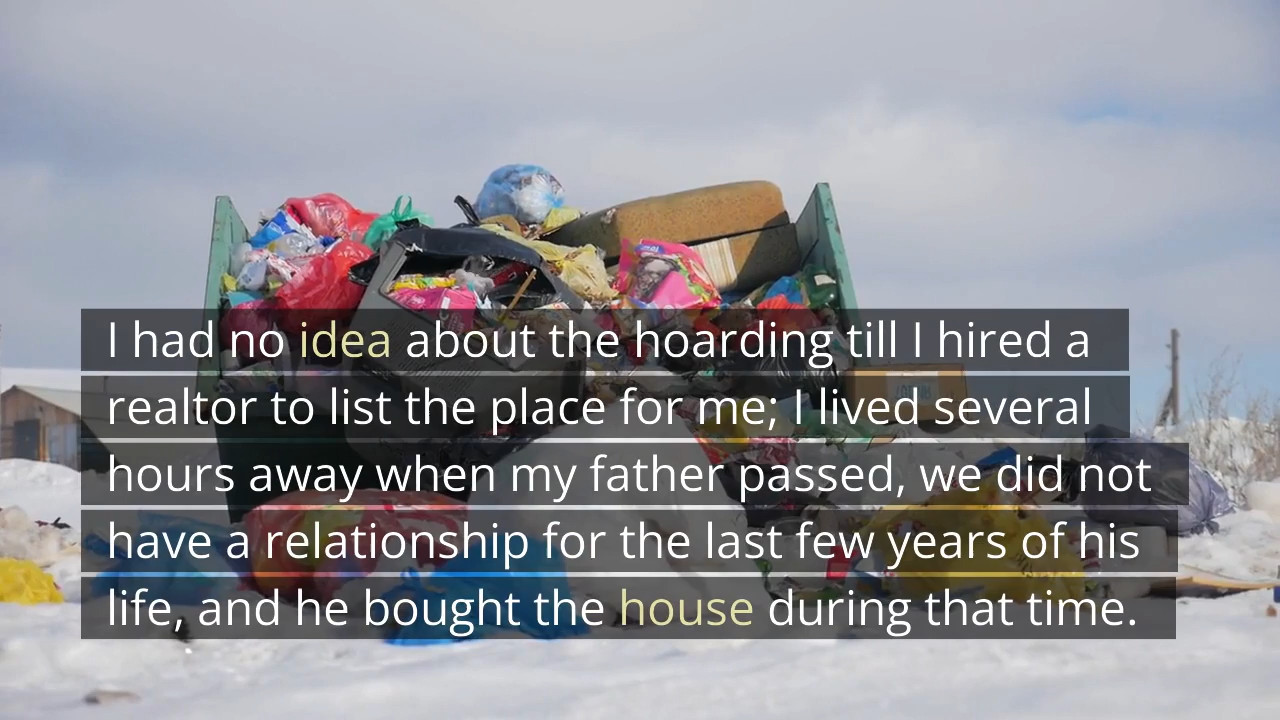 I had no idea about the hoarding till I hired a
realtor to list the place for me; I lived several
hours away when my father passed, we did not
have a relationship for the last few years of his
life, and he bought the house during that time.